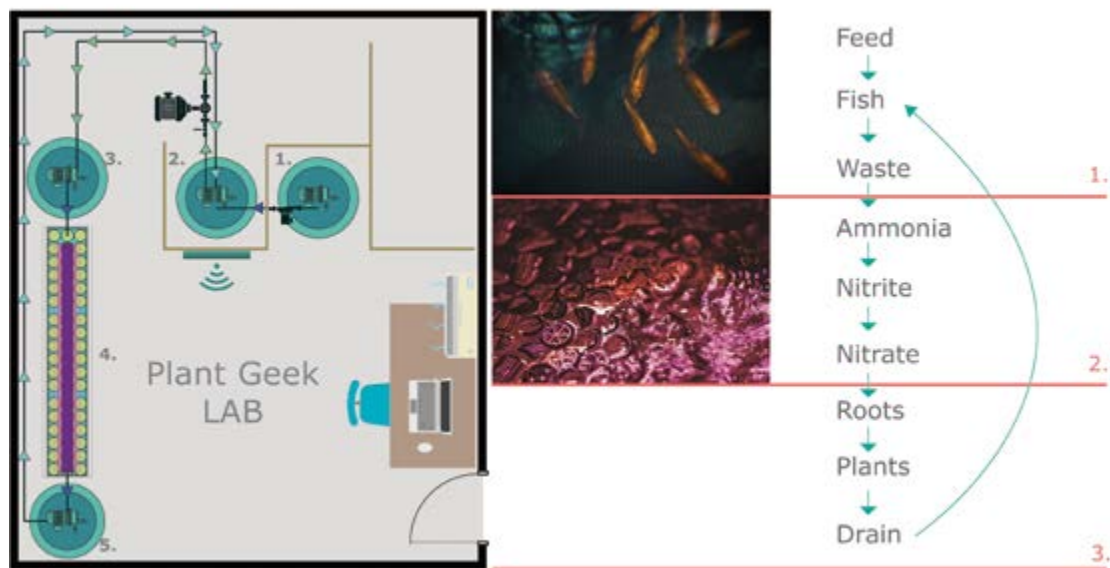 3.
2.
1.
4.
Plant Geek
LAB
5.
Feed
Fish
Waste
1.
Ammonia
Nitrite
Nitrate
2.
Roots
Plants
Drain
3.